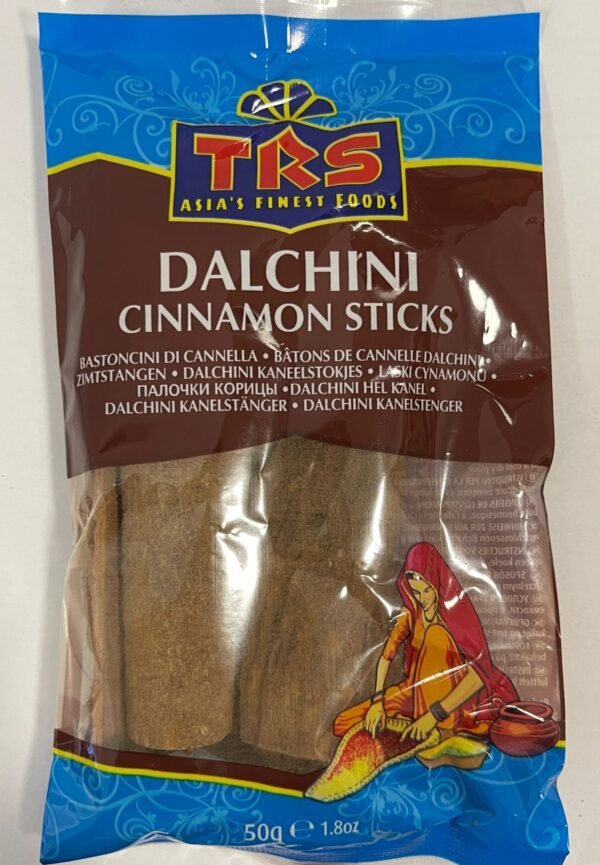 TRS
ASIA'S FINEST FOODS
DALCHINI
CINNAMON STICKS
BASTONCINI DI CANNELLA • BÂTONS DE CANNELLE DALCHINI •
ZIMTSTANGEN • DALCHINI KANEELSTOKJES • LASKI CYNAMONU •
ПАЛОЧКИ КОРИЦЫ • DALCHINI HEL KANEL •
DALCHINI KANELSTÄNGER • DALCHINI KANELSTENGER
50g e 1.8oz